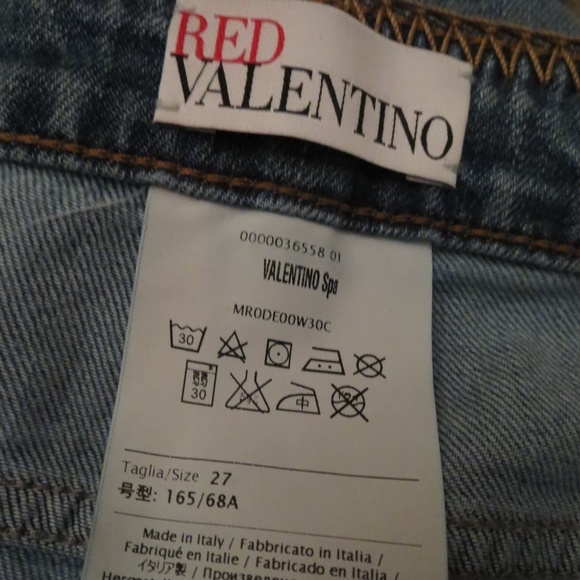 RED
VALENTINO
0000036558 01
VALENTINO Spa
MR0DE00W30C
30
30 中
Taglia/Size 27
号型: 165/68A
Made in Italy / Fabbricato in Italia /
Fabriqué en Italie / Fabricado en Italia /
イタリア製 /